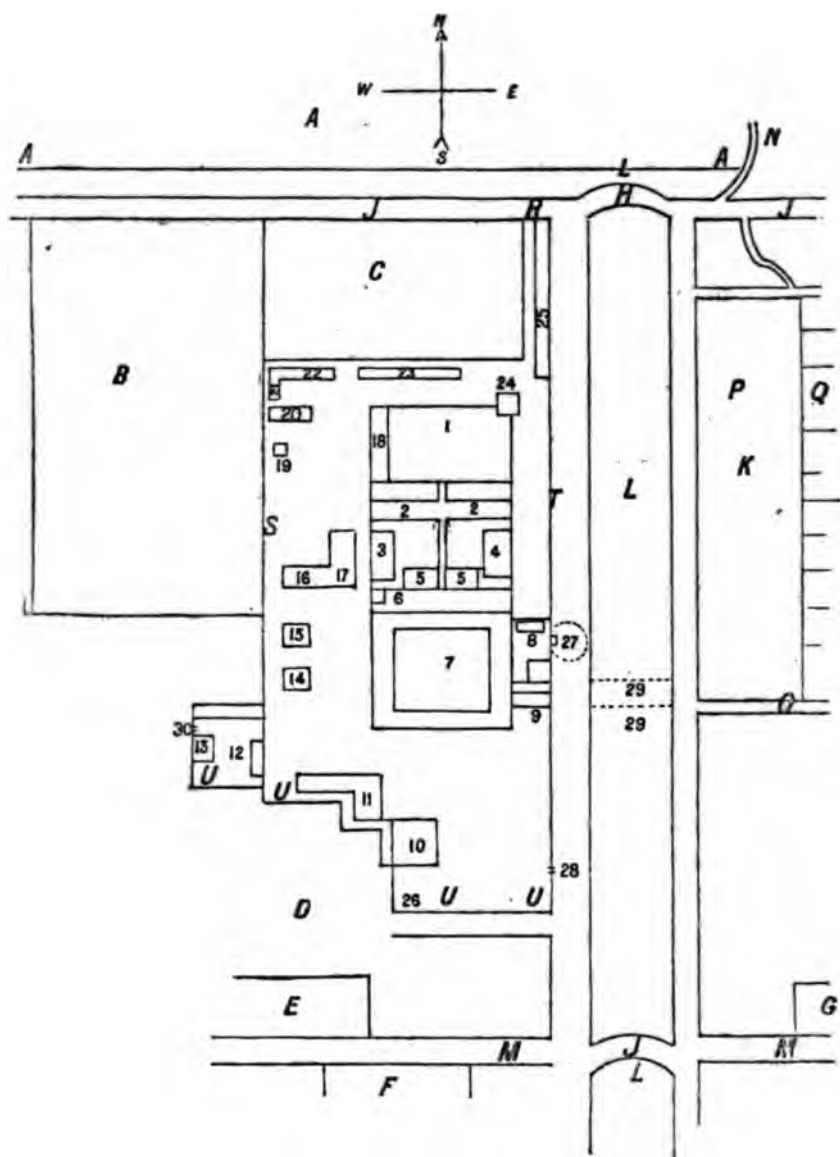 N
W E
A
S
A L A N
H
J R J
C
25
B 22 23
21 24 P Q
20 1
18 K
19 L
S 2 2 T
3 4
16 17 5 5
6
15 8 27
7
14
29 O
9
30 29
13 12
U U
11
10
28
D 26 U U
E G
M J M
F L